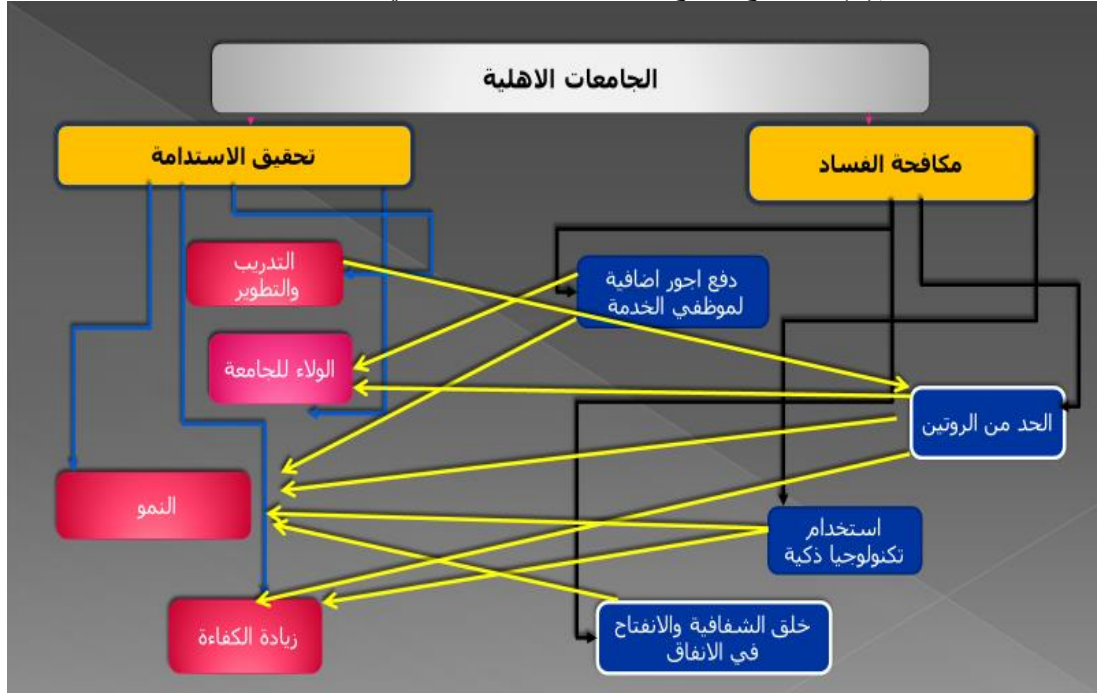 الجامعات الاهلية
مكافحة الفساد
تحقيق الاستدامة
دفع اجور اضافية
لموظفي الخدمة
التدريب
والتطوير
الولاء للجامعة
الحد من الروتين
النمو
استخدام
تكنولوجيا ذكية
خلق الشفافية والانفتاح
في الانفاق
زيادة الكفاءة